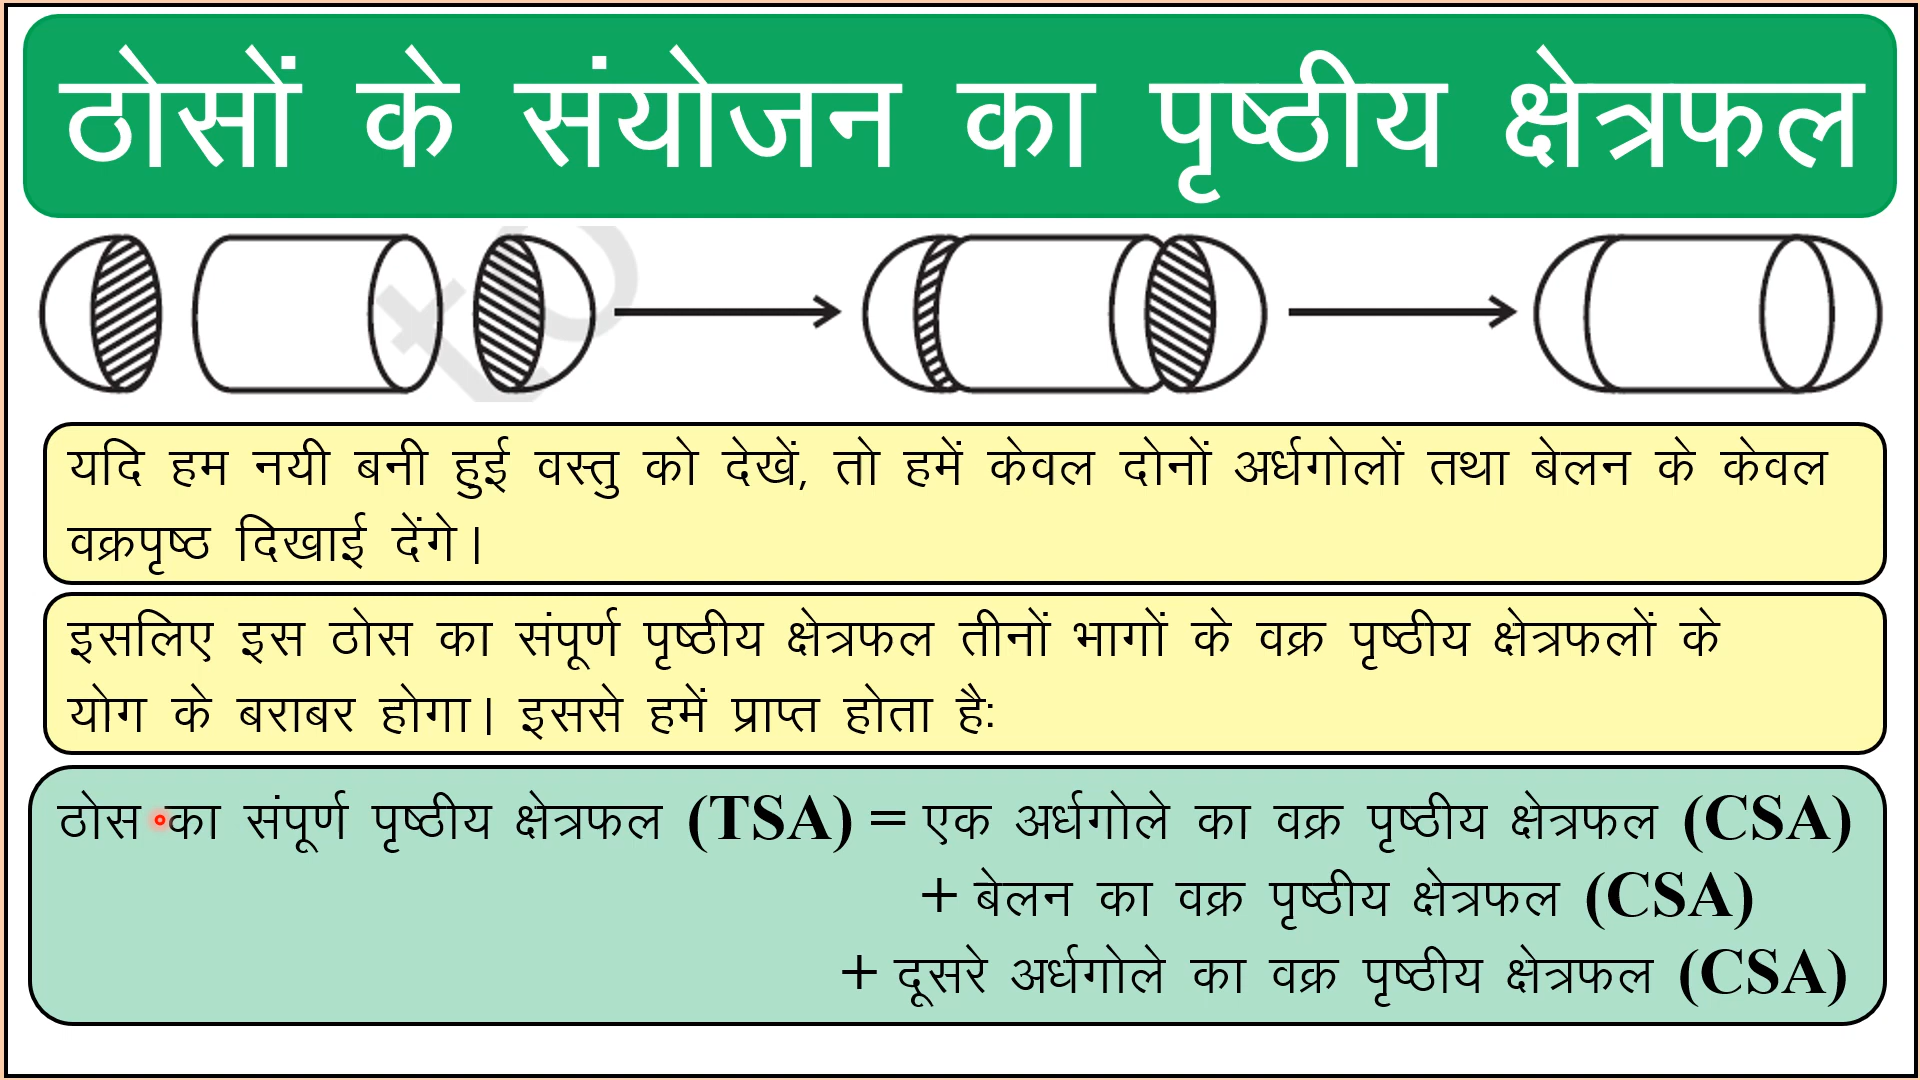 ठोसों के संयोजन का पृष्ठीय क्षेत्रफल
to
यदि हम नयी बनी हुई वस्तु को देखें, तो हमें केवल दोनों अर्धगोलों तथा बेलन के केवल
वक्रपृष्ठ दिखाई देंगे।
इसलिए इस ठोस का संपूर्ण पृष्ठीय क्षेत्रफल तीनों भागों के वक्र पृष्ठीय क्षेत्रफलों के
योग के बराबर होगा। इससे हमें प्राप्त होता है:
ठोस का संपूर्ण पृष्ठीय क्षेत्रफल (TSA) = एक अर्धगोले का वक्र पृष्ठीय क्षेत्रफल (CSA)
+ बेलन का वक्र पृष्ठीय क्षेत्रफल (CSA)
+ दूसरे अर्धगोले का वक्र पृष्ठीय क्षेत्रफल (CSA)